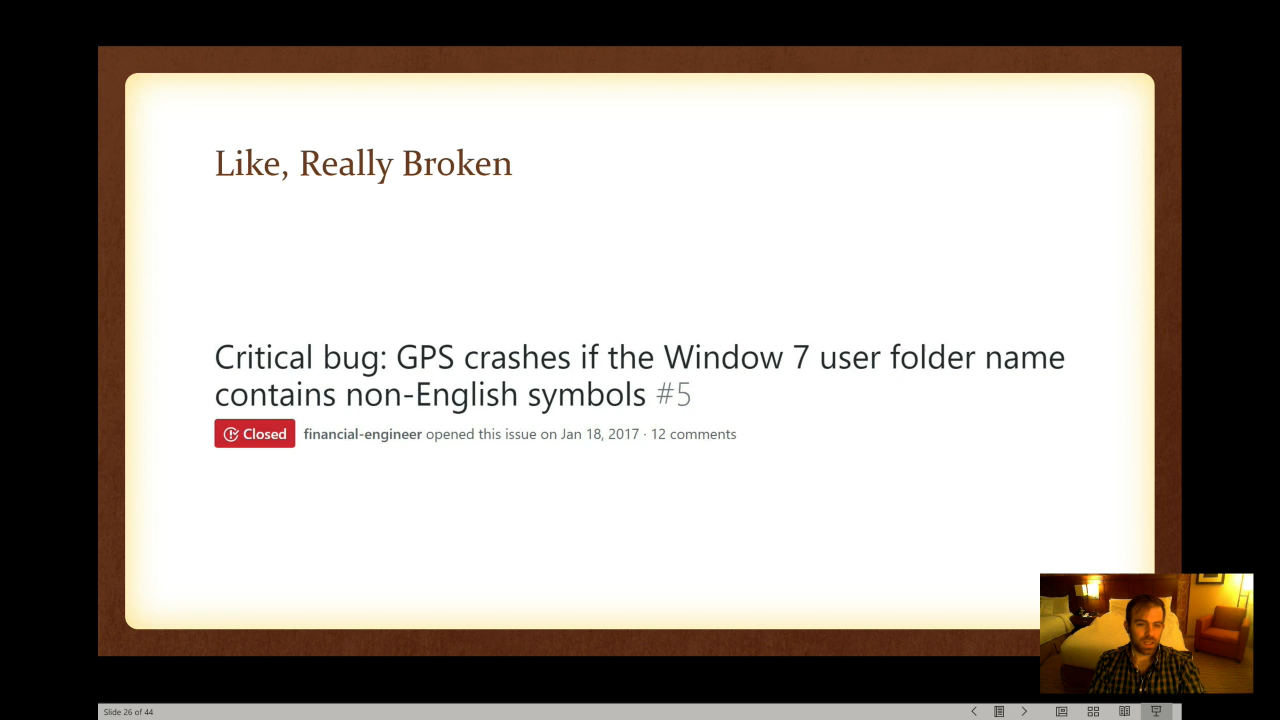 Like, Really Broken
Critical bug: GPS crashes if the Window 7 user folder name
contains non-English symbols #5
Closed financial-engineer opened this issue on Jan 18, 2017 · 12 comments
Slide 26 of 44